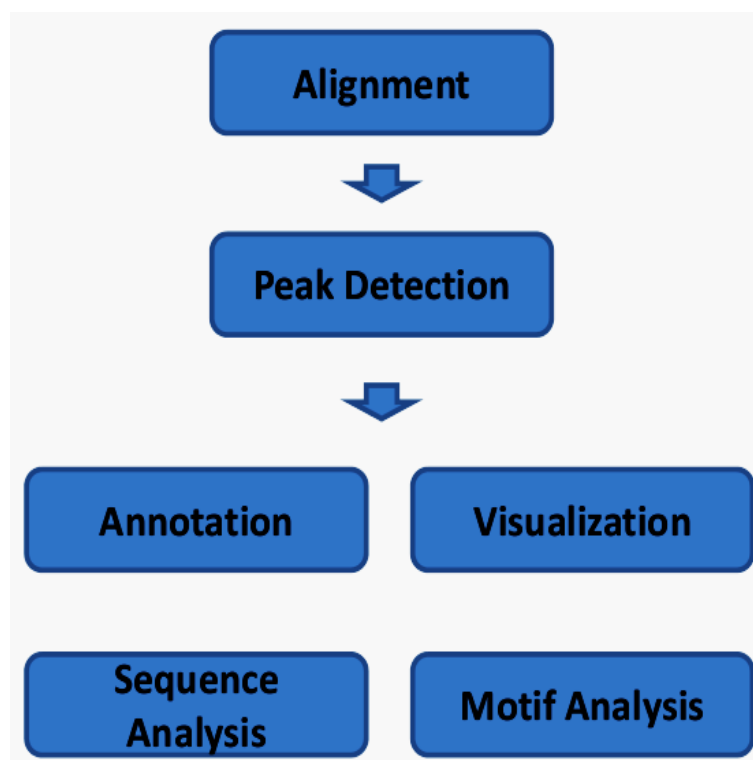 Alignment
Peak Detection
Annotation
Visualization
Sequence
Analysis
Motif Analysis